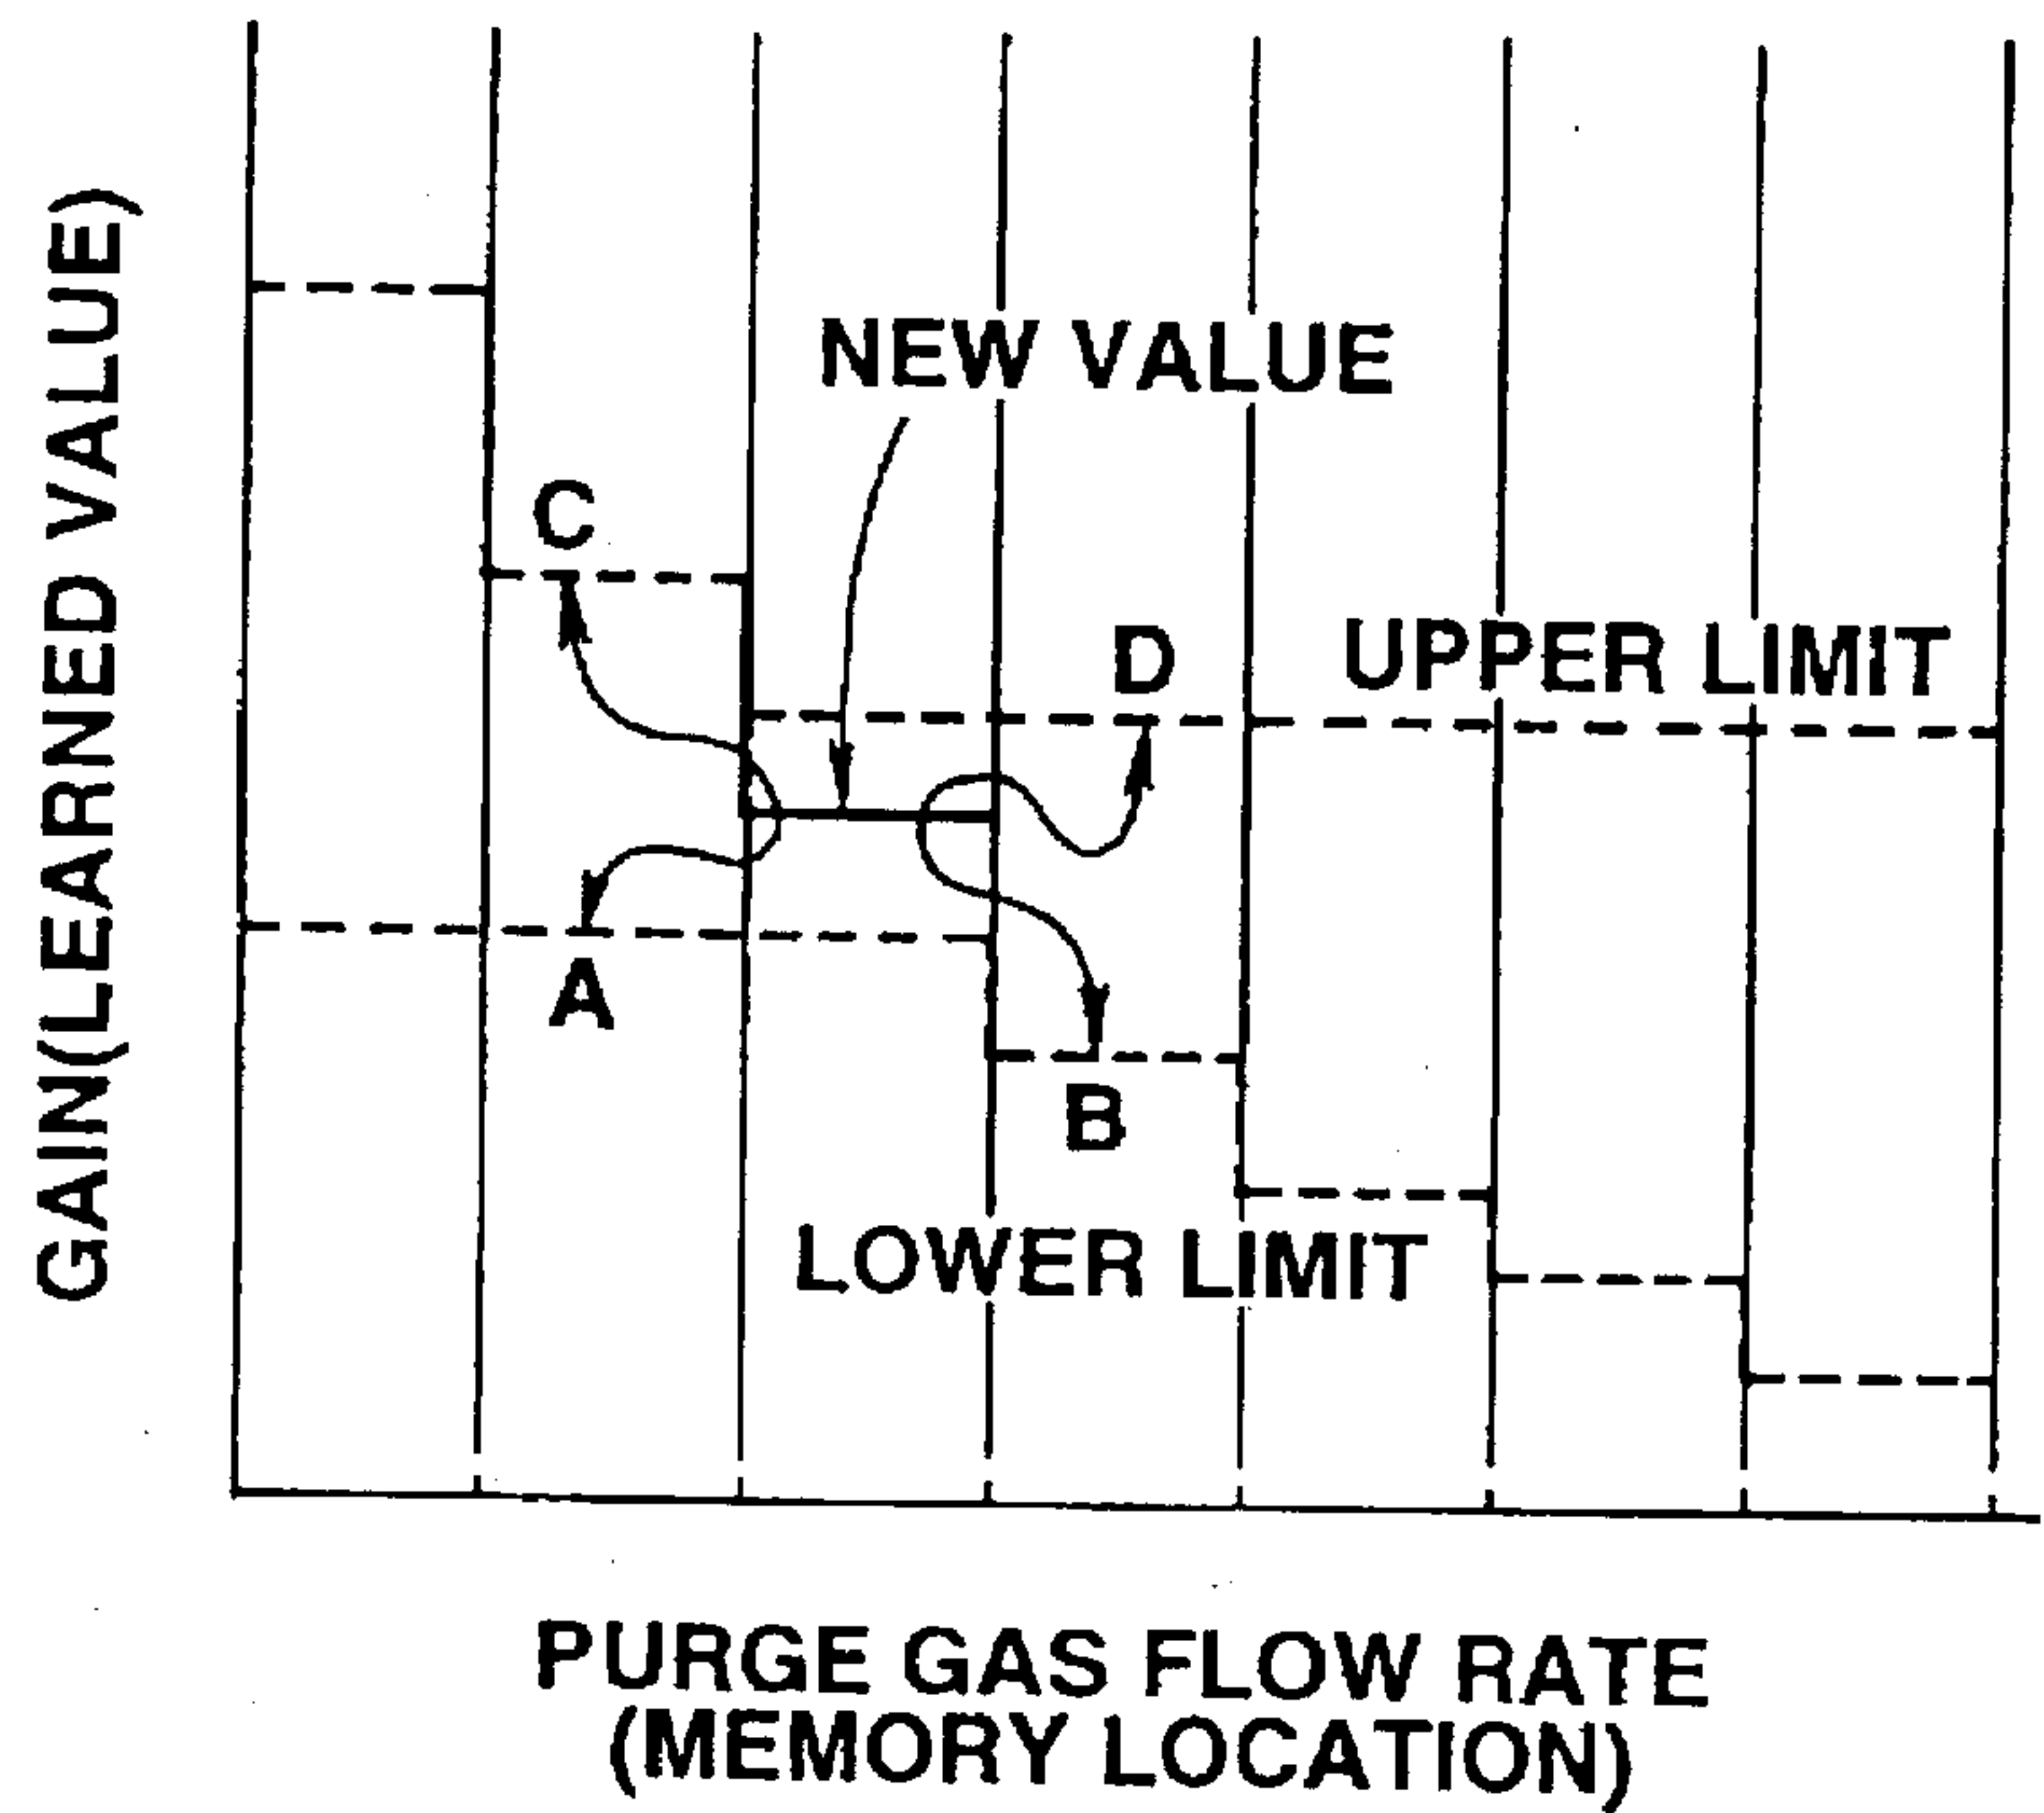 GAIN(LEARNED VALUE)
NEW VALUE
C
D
UPPER LIMIT
A
B
LOWER LIMIT
PURGE GAS FLOW RATE
(MEMORY LOCATION)